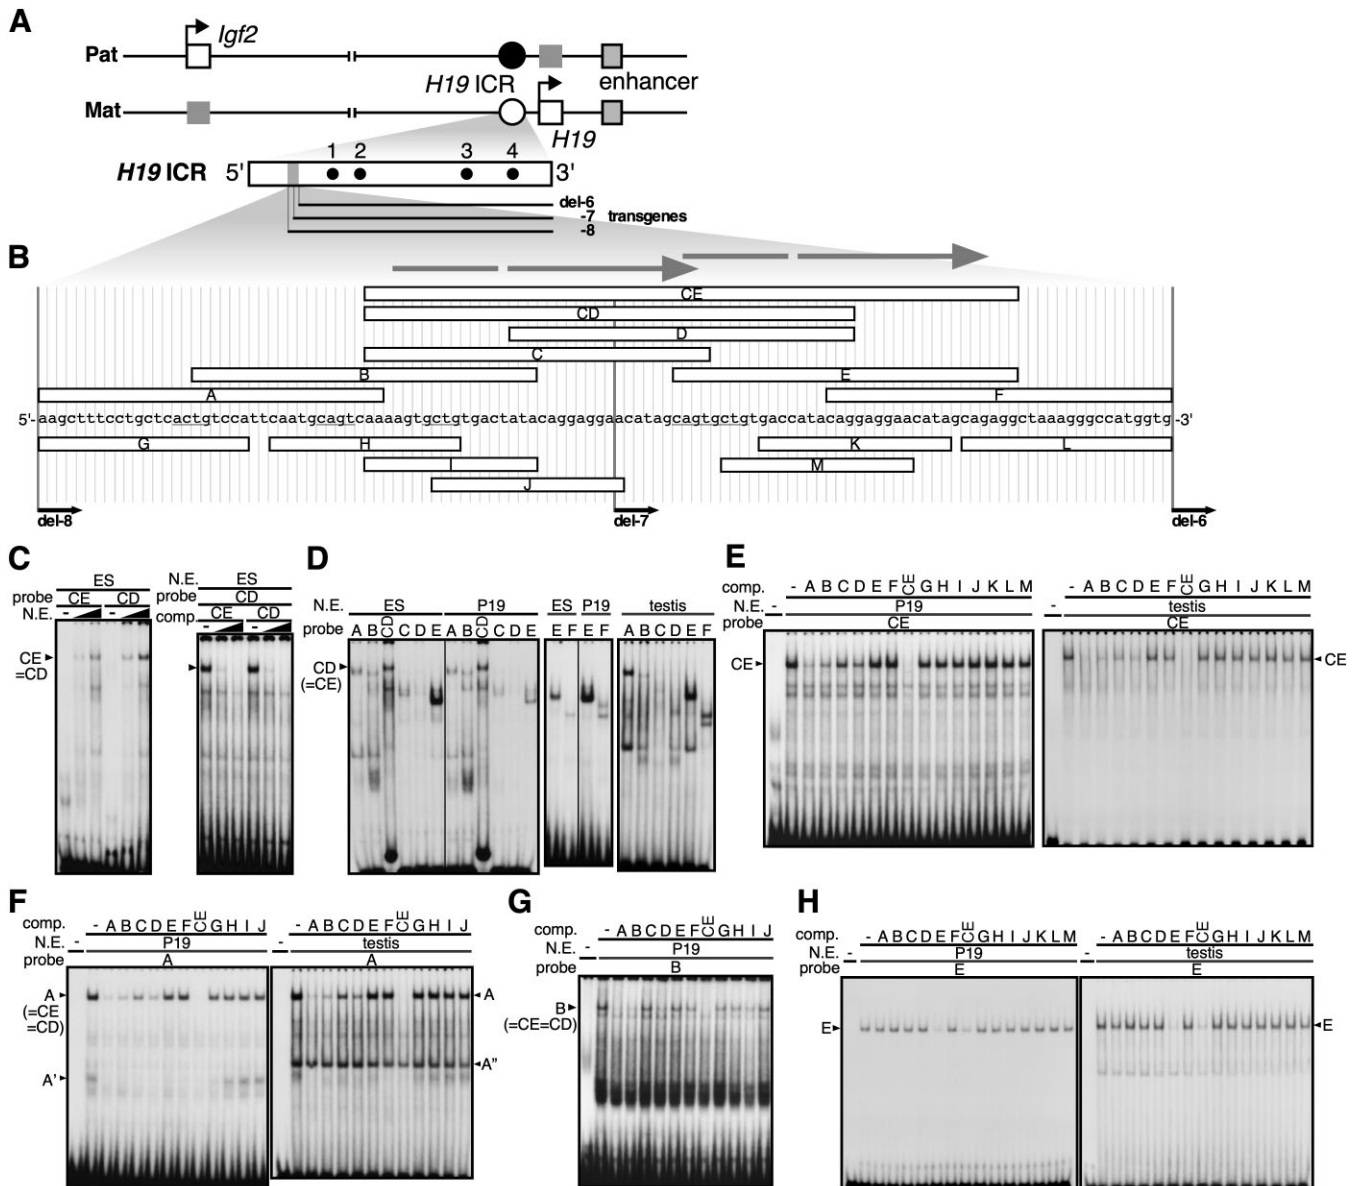 A
Igf2
Pat
H19 ICR
enhancer
Mat
H19
1 2 3 4
H19 ICR 5' 3'
del-6
-7 transgenes
-8
B
CE
CD
D
C
B E
A F
5'-aagctttcctgctcactgtccattcaatgcagtcaaaagtgctgtgactatacaggaggaacatagcagtgctgtgaccatacaggaggaacatagcagaggctaaagggccatggtg-3'
G H K L
I M
J
del-8 del-7 del-6
C
ES
probe CE CD
N.E. -  -
CE
=CD
N.E. ES
probe CD
comp. CE CD
- -
D
N.E. ES P19 ES P19 testis
probe A B CD C D E A B CD C D E E F E F A B C D E F
CD
(=CE)
E
comp. - A B C D E F CE G H I J K L M - A B C D E F CE G H I J K L M
N.E. - P19 - testis
probe CE CE
CE CE
F
comp. - A B C D E F CE G H I J - A B C D E F CE G H I J
N.E. - P19 - testis
probe A A
A A
(=CE
=CD)
A' A"
G
comp. - A B C D E F CE G H I J
N.E. - P19
probe B
B
(=CE=CD)
H
comp. - A B C D E F CE G H I J K L M - A B C D E F CE G H I J K L M
N.E. - P19 - testis
probe E E
E E